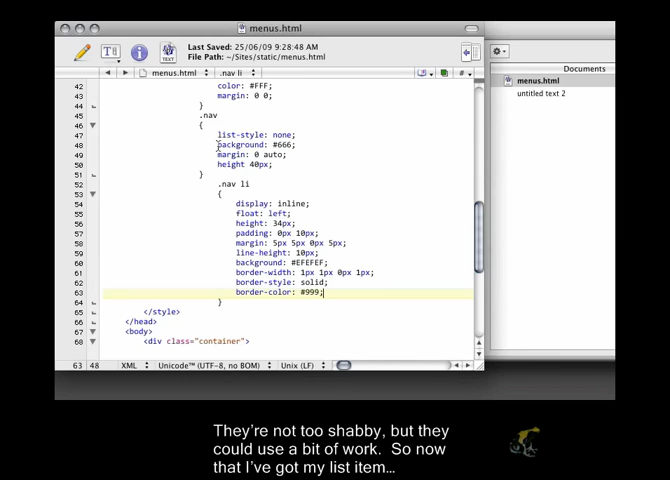 menus.html
Last Saved: 25/06/09 9:28:48 AM
File Path: ~/Sites/static/menus.html
TEXT
menus.html
.nav li
#
Documents
menus.html
untitled text 2
42 color: #FFF;
43 margin: 0 0;
44 }
45 .nav
46 {
47 list-style: none;
48 background: #666;
49 margin: 0 auto;
50 height 40px;
51 }
52 .nav li
53 {
54 display: inline;
55 float: left;
56 height: 34px;
57 padding: 0px 10px;
58 margin: 5px 5px 0px 5px;
59 line-height: 10px;
60 background: #EFEFEF;
61 border-width: 1px 1px 0px 1px;
62 border-style: solid;
63 border-color: #999;
64 }
65 </style>
66 </head>
67 <body>
68 <div class="container">
63 48 XML Unicode™ (UTF-8, no BOM) Unix (LF)
They're not too shabby, but they
could use a bit of work. So now
that I've got my list item...